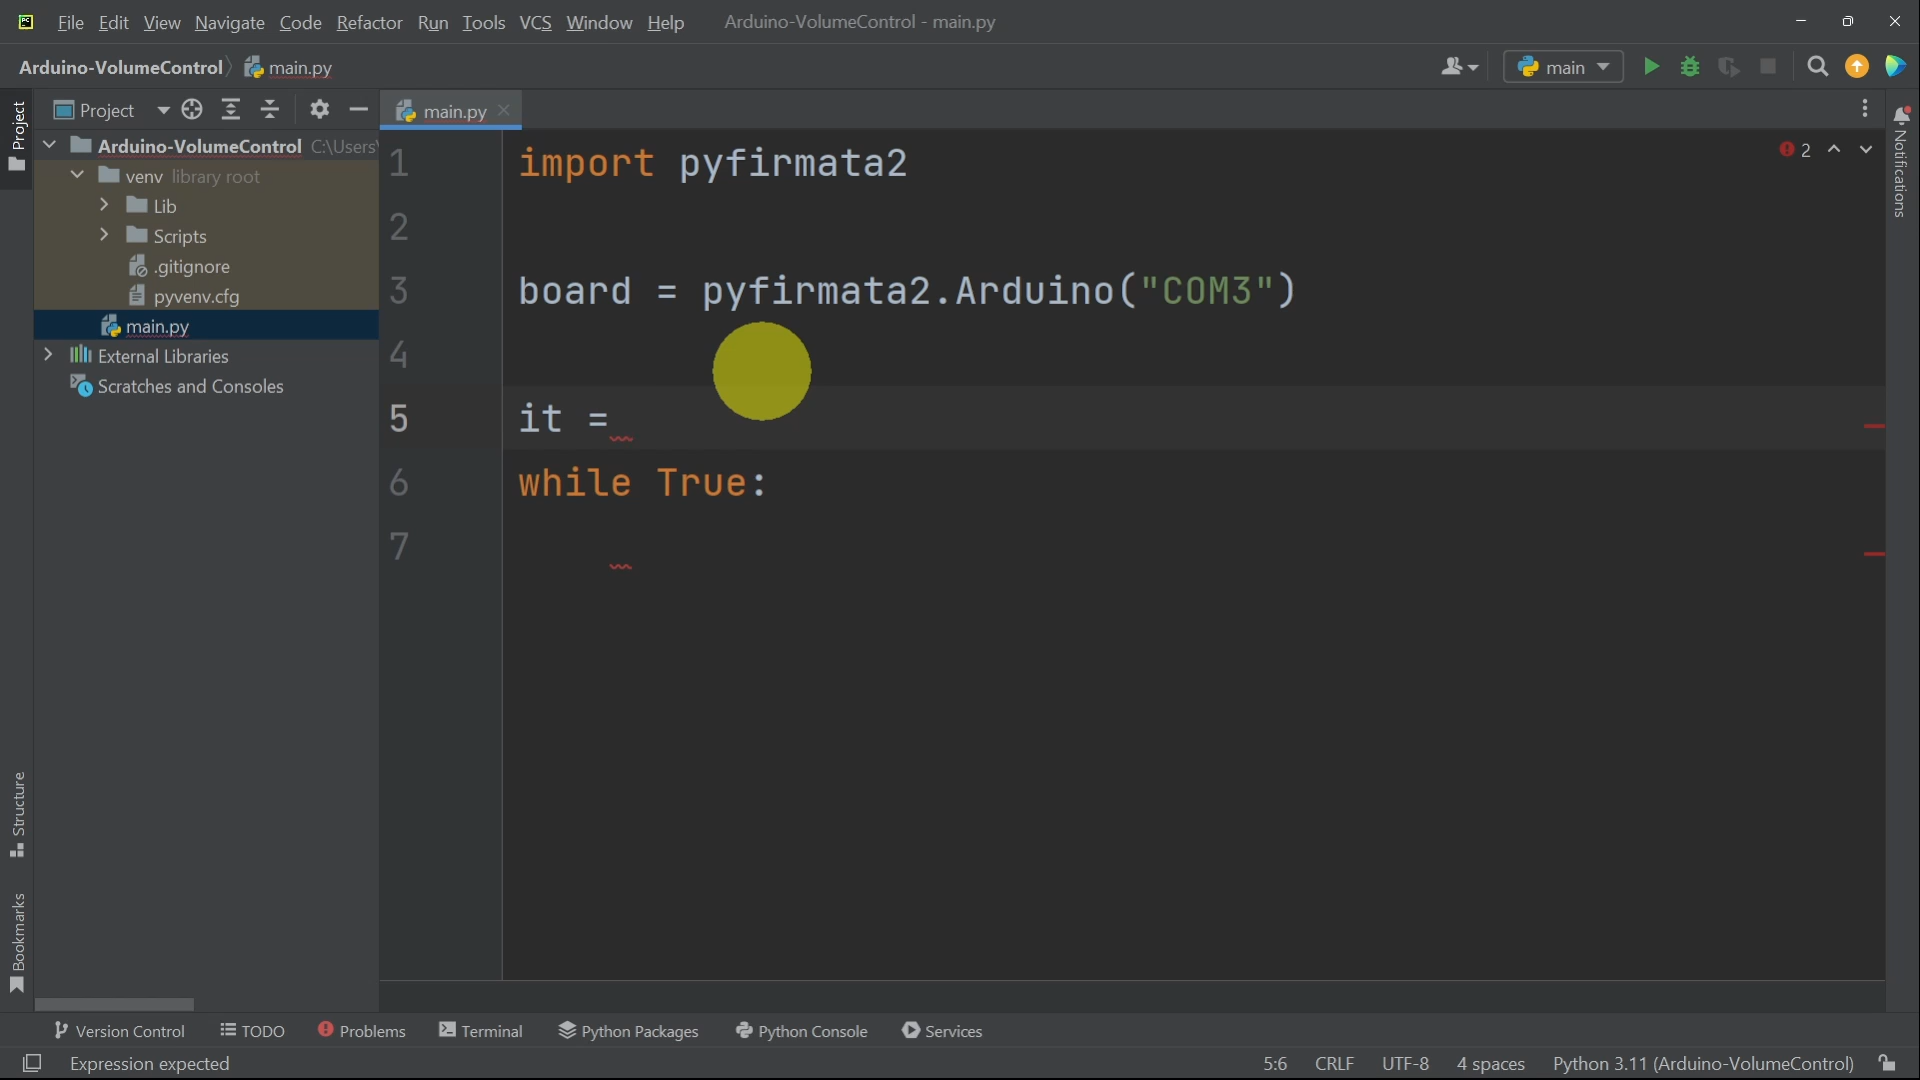 File Edit View Navigate Code Refactor Run Tools VCS Window Help Arduino-VolumeControl - main.py
Arduino-VolumeControl main.py main
Project main.py
Project
Arduino-VolumeControl C:\Users\
venv library root
Lib
Scripts
.gitignore
pyvenv.cfg
main.py
External Libraries
Scratches and Consoles
1 import pyfirmata2
2
3 board = pyfirmata2.Arduino("COM3")
4
5 it =
6 while True:
7
2
Notifications
Structure
Bookmarks
Version Control TODO Problems Terminal Python Packages Python Console Services
Expression expected 5:6 CRLF UTF-8 4 spaces Python 3.11 (Arduino-VolumeControl)